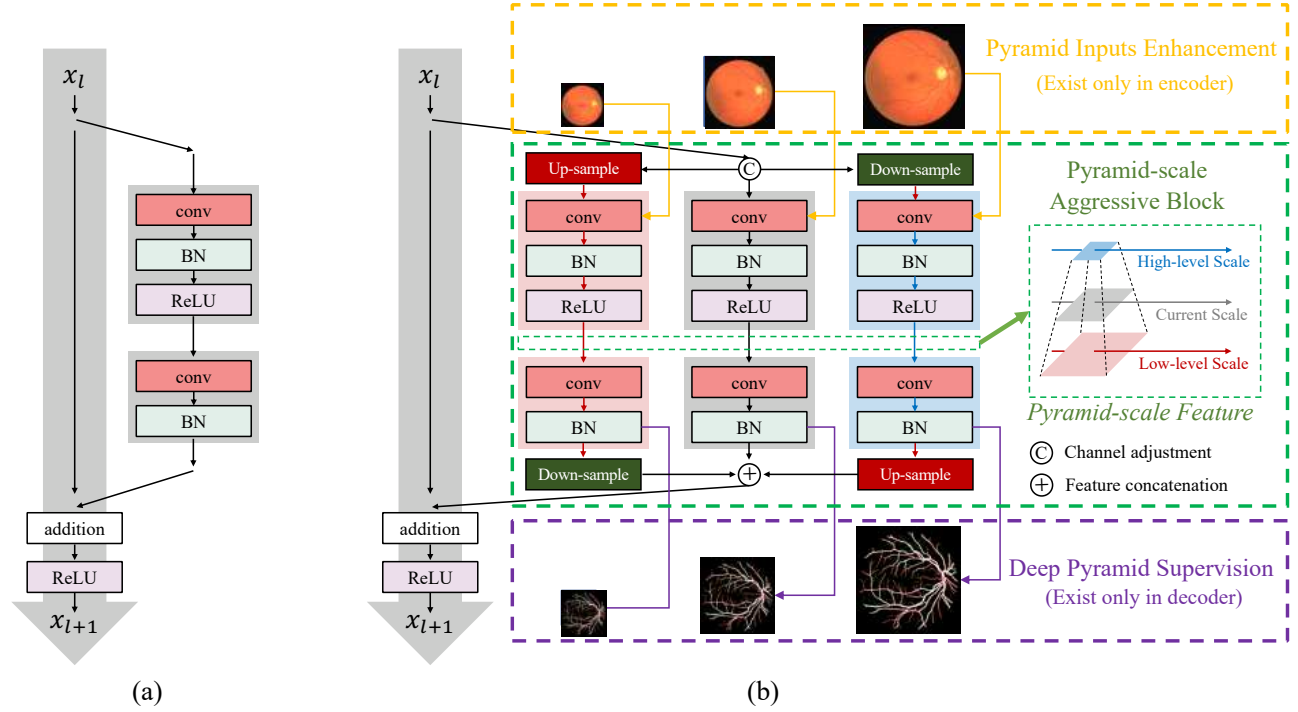 x_l
conv
BN
ReLU
conv
BN
addition
ReLU
x_{l+1}
(a)
x_l
Pyramid Inputs Enhancement
(Exist only in encoder)
Up-sample
C
Down-sample
conv
conv
conv
BN
BN
BN
ReLU
ReLU
ReLU
conv
conv
conv
BN
BN
BN
Down-sample
+
Up-sample
Pyramid-scale
Aggressive Block
High-level Scale
Current Scale
Low-level Scale
Pyramid-scale Feature
C Channel adjustment
+ Feature concatenation
addition
ReLU
x_{l+1}
Deep Pyramid Supervision
(Exist only in decoder)
(b)